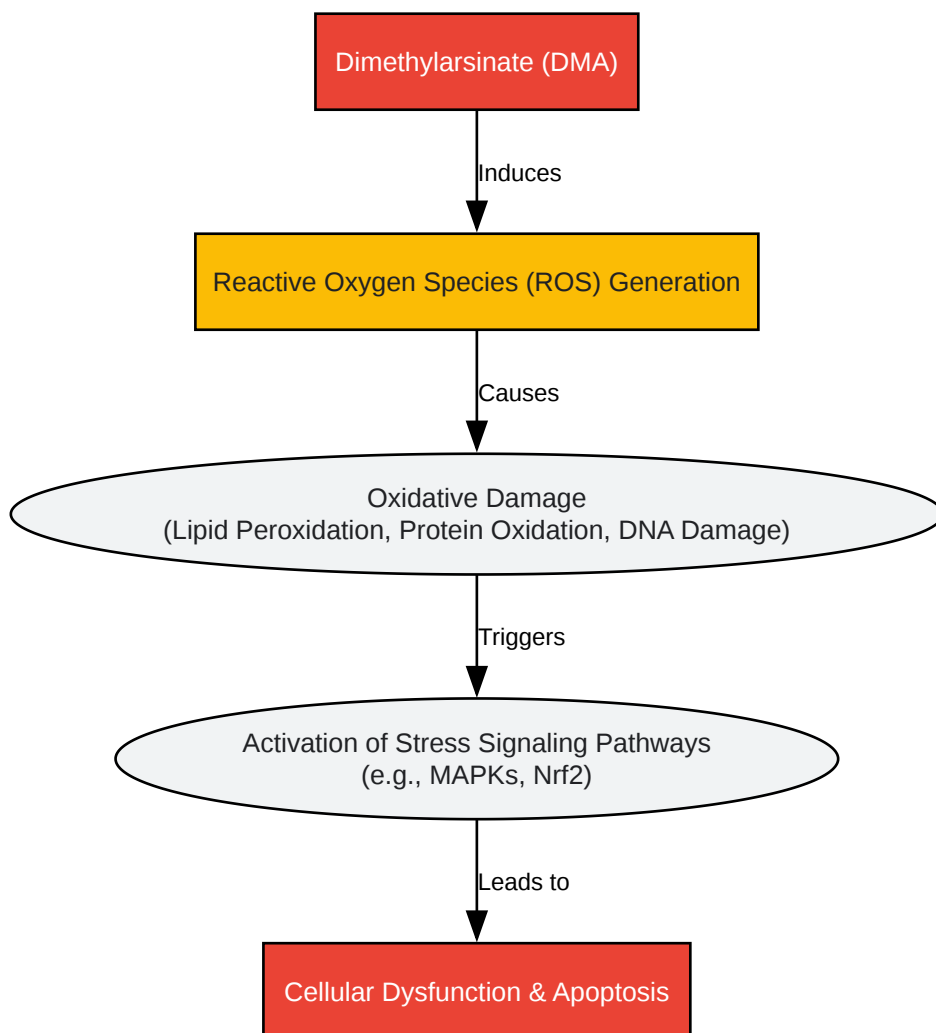 Dimethylarsinate (DMA)
Induces
Reactive Oxygen Species (ROS) Generation
Causes
Oxidative Damage
(Lipid Peroxidation, Protein Oxidation, DNA Damage)
Triggers
Activation of Stress Signaling Pathways
(e.g., MAPKs, Nrf2)
Leads to
Cellular Dysfunction & Apoptosis